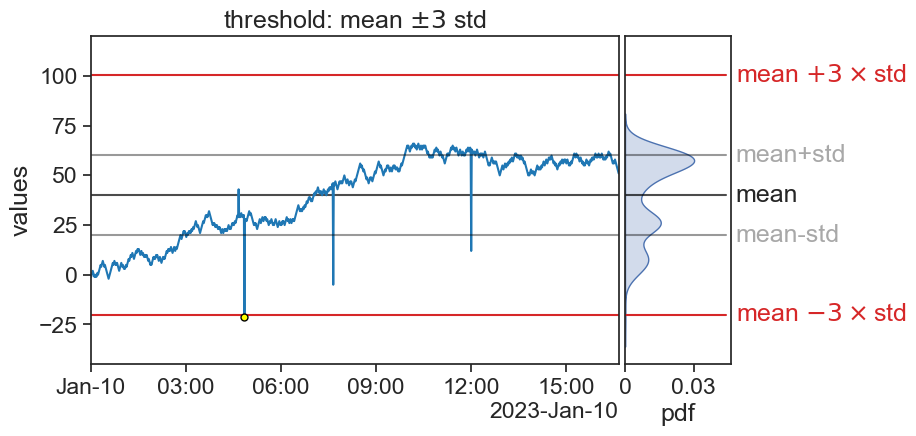 threshold: mean ±3 std
values
100
75
50
25
0
−25
Jan-10 03:00 06:00 09:00 12:00 15:00
2023-Jan-10
0 0.03
pdf
mean +3 × std
mean+std
mean
mean-std
mean −3 × std